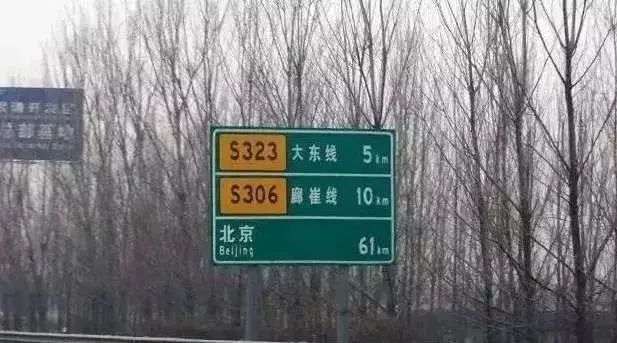 S323 大东线 5km
S306 廊崔线 10km
北京 61km
Beijing